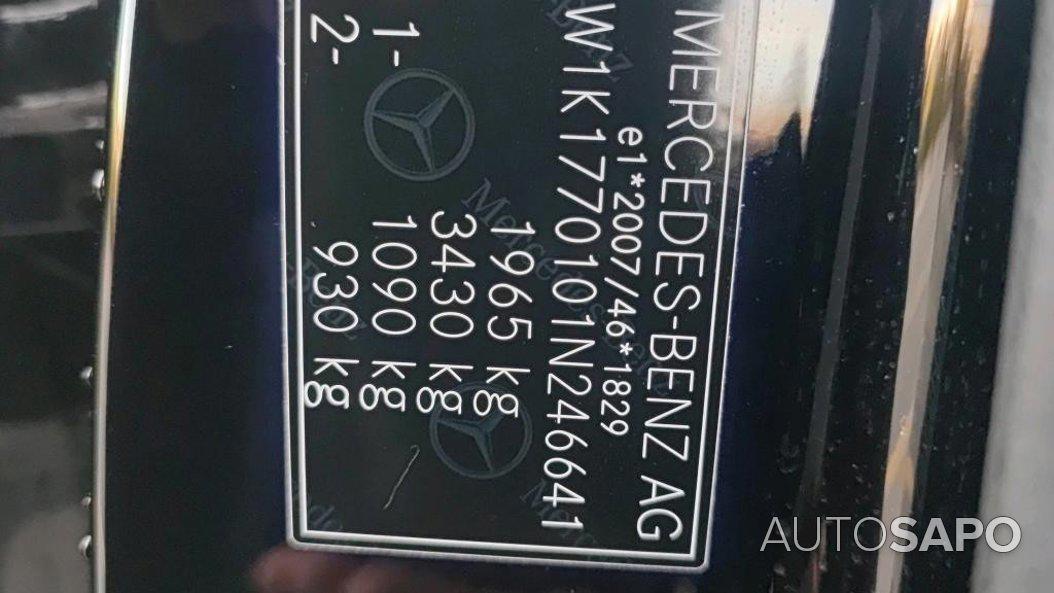 MERCEDES-BENZ AG
e1*2007/46*1829
W1K1770101N246641
1965 kg
3430 kg
1- 1090 kg
2- 930 kg
AUTOSAPO